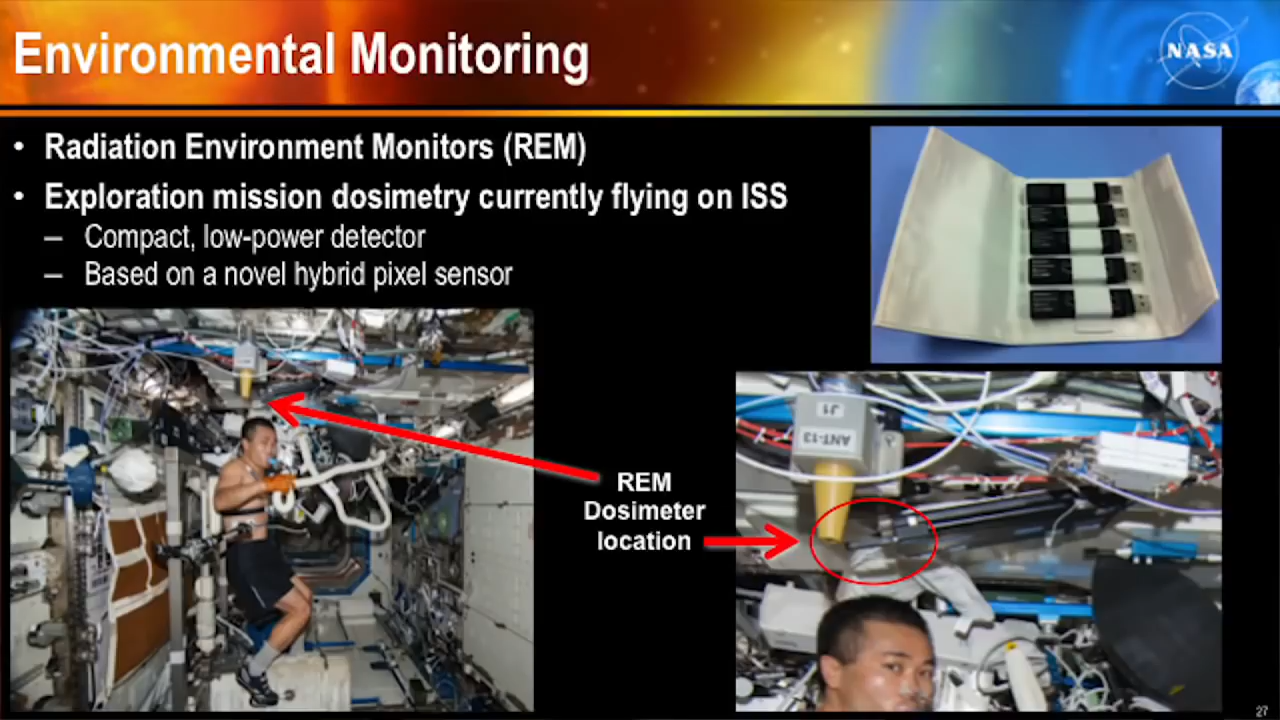 Environmental Monitoring
NASA
• Radiation Environment Monitors (REM)
• Exploration mission dosimetry currently flying on ISS
– Compact, low-power detector
– Based on a novel hybrid pixel sensor
J1
ANT-13
REM
Dosimeter
location
27